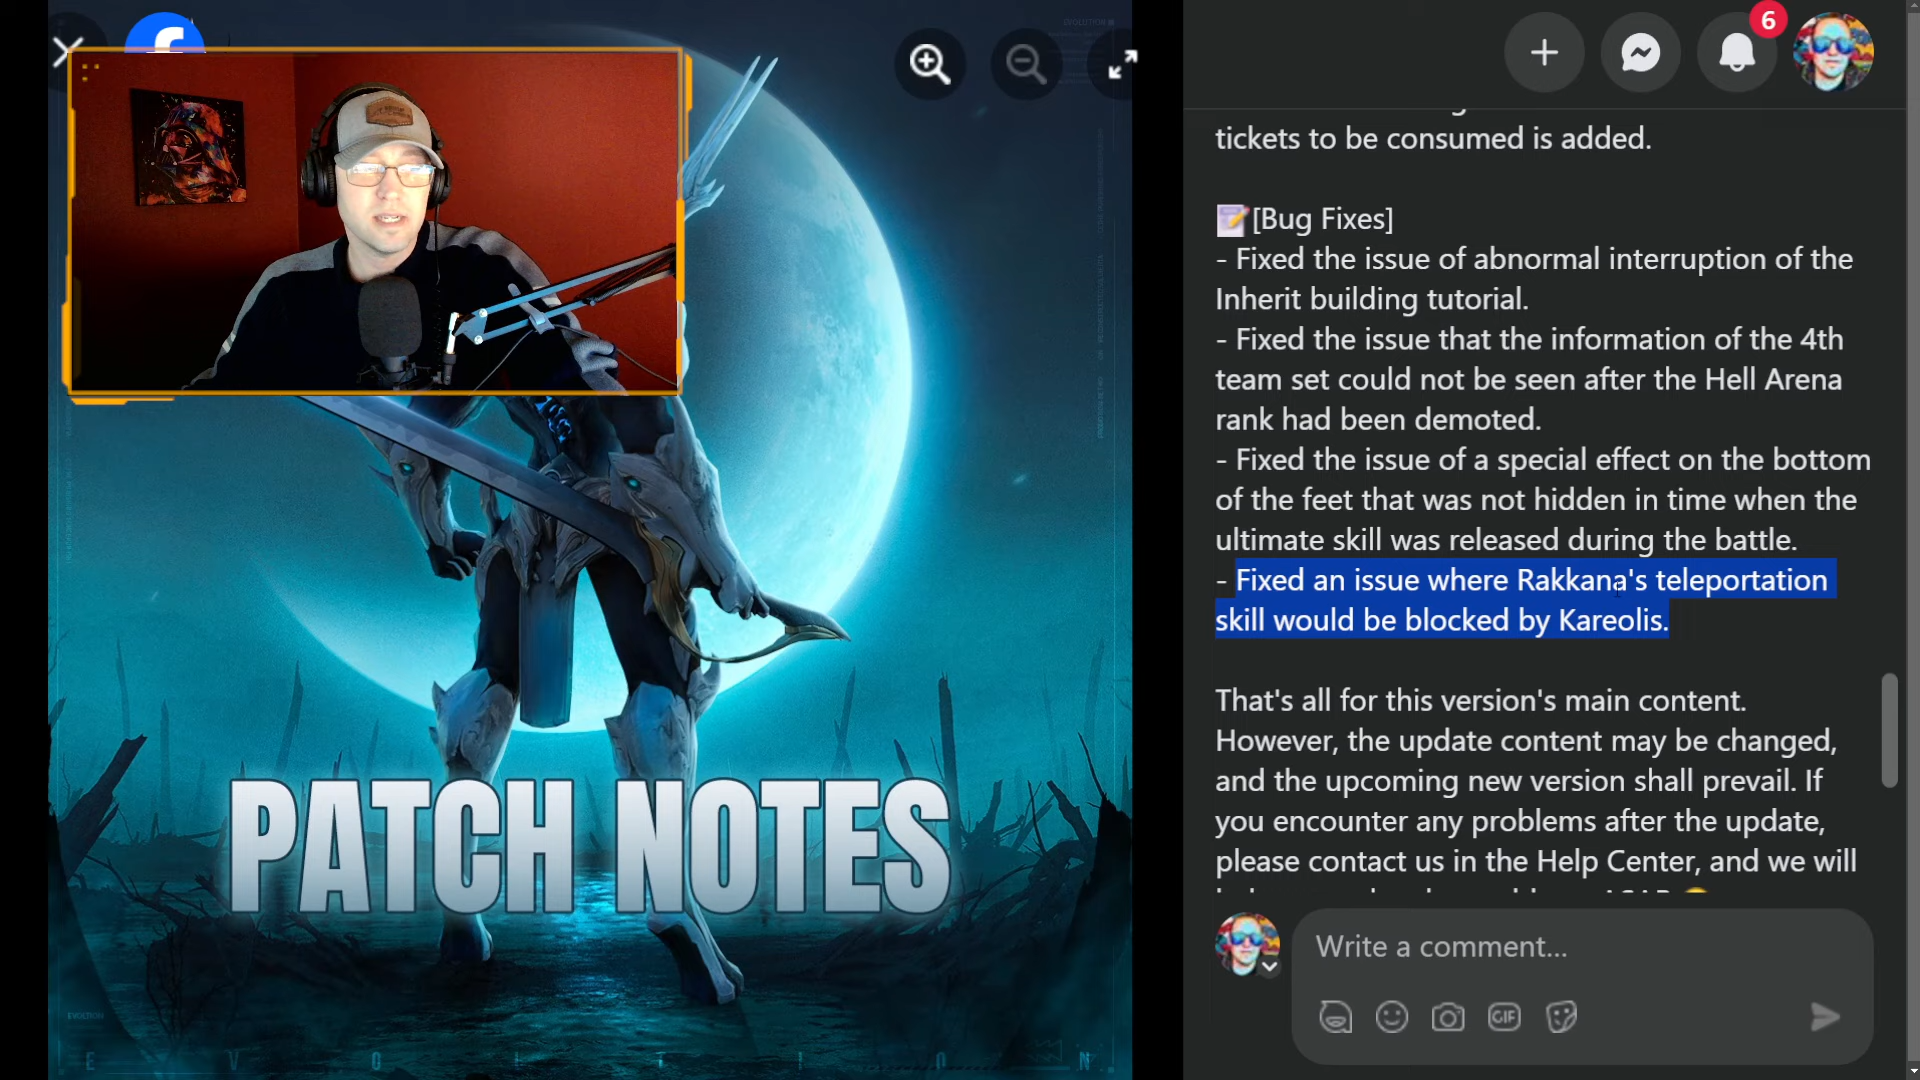 6
tickets to be consumed is added.
[Bug Fixes]
- Fixed the issue of abnormal interruption of the
Inherit building tutorial.
- Fixed the issue that the information of the 4th
team set could not be seen after the Hell Arena
rank had been demoted.
- Fixed the issue of a special effect on the bottom
of the feet that was not hidden in time when the
ultimate skill was released during the battle.
- Fixed an issue where Rakkana's teleportation
skill would be blocked by Kareolis.
That's all for this version's main content.
However, the update content may be changed,
and the upcoming new version shall prevail. If
you encounter any problems after the update,
please contact us in the Help Center, and we will
Write a comment...
GIF
PATCH NOTES
EVOLUTION
E V O L T I O N